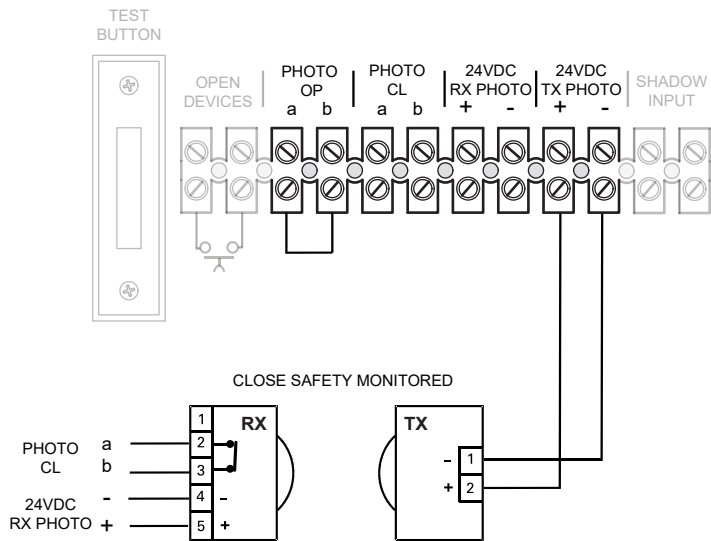 TEST
BUTTON
OPEN
DEVICES
PHOTO
OP
a b
PHOTO
CL
a b
24VDC
RX PHOTO
+ -
24VDC
TX PHOTO
+ -
SHADOW
INPUT
CLOSE SAFETY MONITORED
PHOTO
CL
a
b
24VDC
RX PHOTO
-
+
1
2
3
4 -
5 +
RX
TX
- 1
+ 2